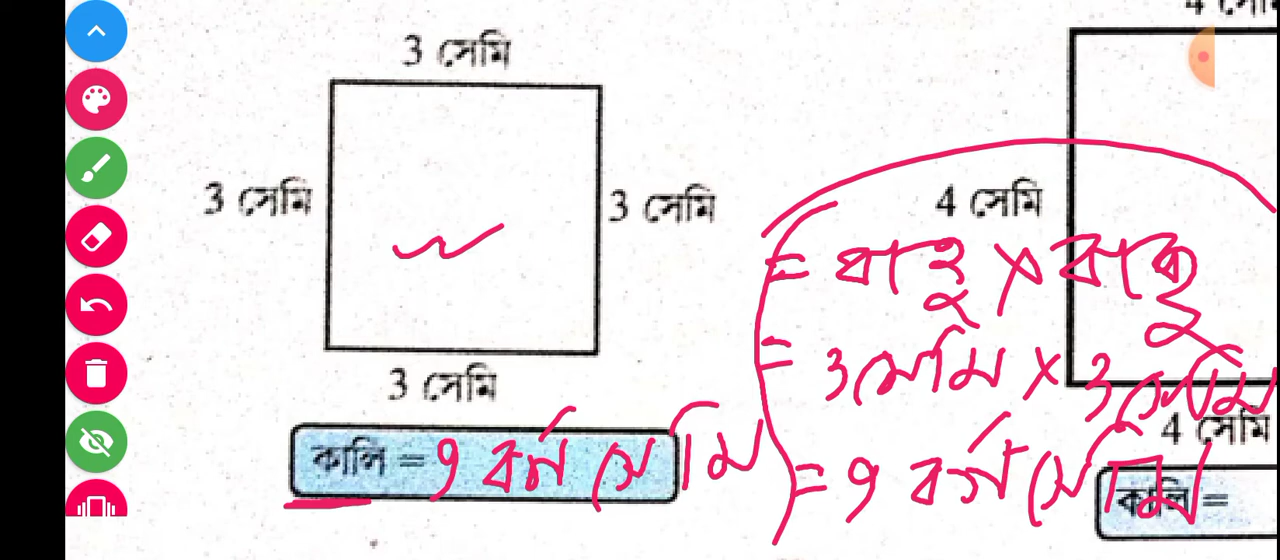 3 সেমি
3 সেমি
3 সেমি
3 সেমি
কালি = 9 বর্গ সেমি
4 সেমি
= বাহু × বাহু
= 3 সেমি × 3 সেমি
= 9 বর্গ সেমি
4 সেমি
কালি =